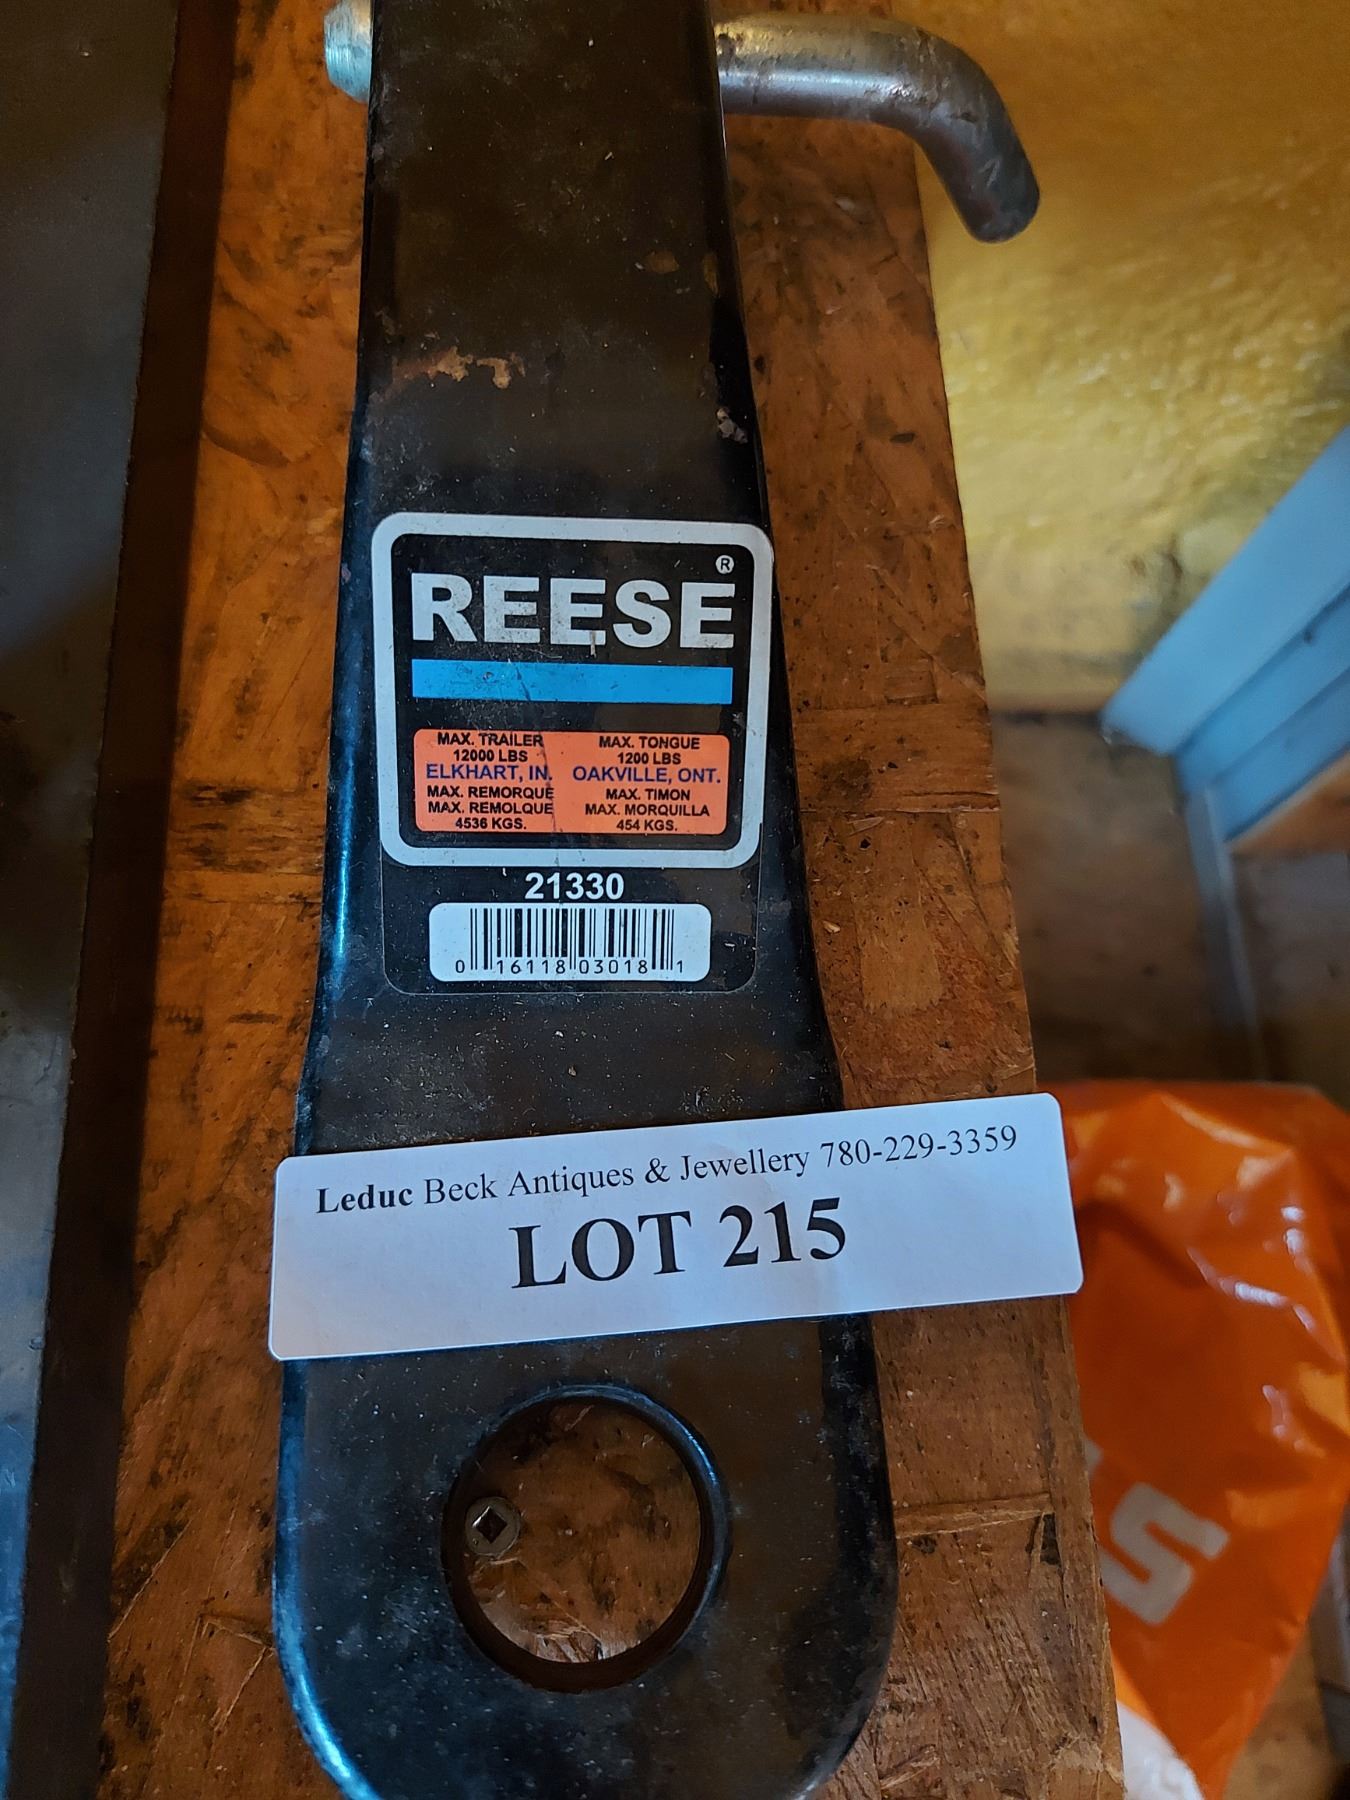 REESE®
MAX. TRAILER
12000 LBS
ELKHART, IN.
MAX. REMORQUE
MAX. REMOLQUE
4536 KGS.
MAX. TONGUE
1200 LBS
OAKVILLE, ONT.
MAX. TIMON
MAX. MORQUILLA
454 KGS.
21330
0 16118 03018 1
Leduc Beck Antiques & Jewellery 780-229-3359
LOT 215
S